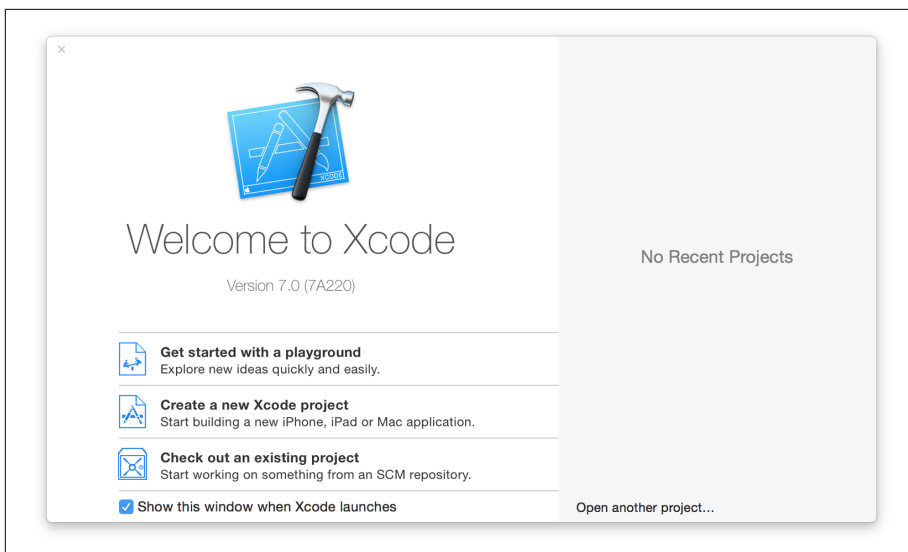 XCODE
Welcome to Xcode
Version 7.0 (7A220)
Get started with a playground
Explore new ideas quickly and easily.
Create a new Xcode project
Start building a new iPhone, iPad or Mac application.
Check out an existing project
Start working on something from an SCM repository.
Show this window when Xcode launches
No Recent Projects
Open another project...